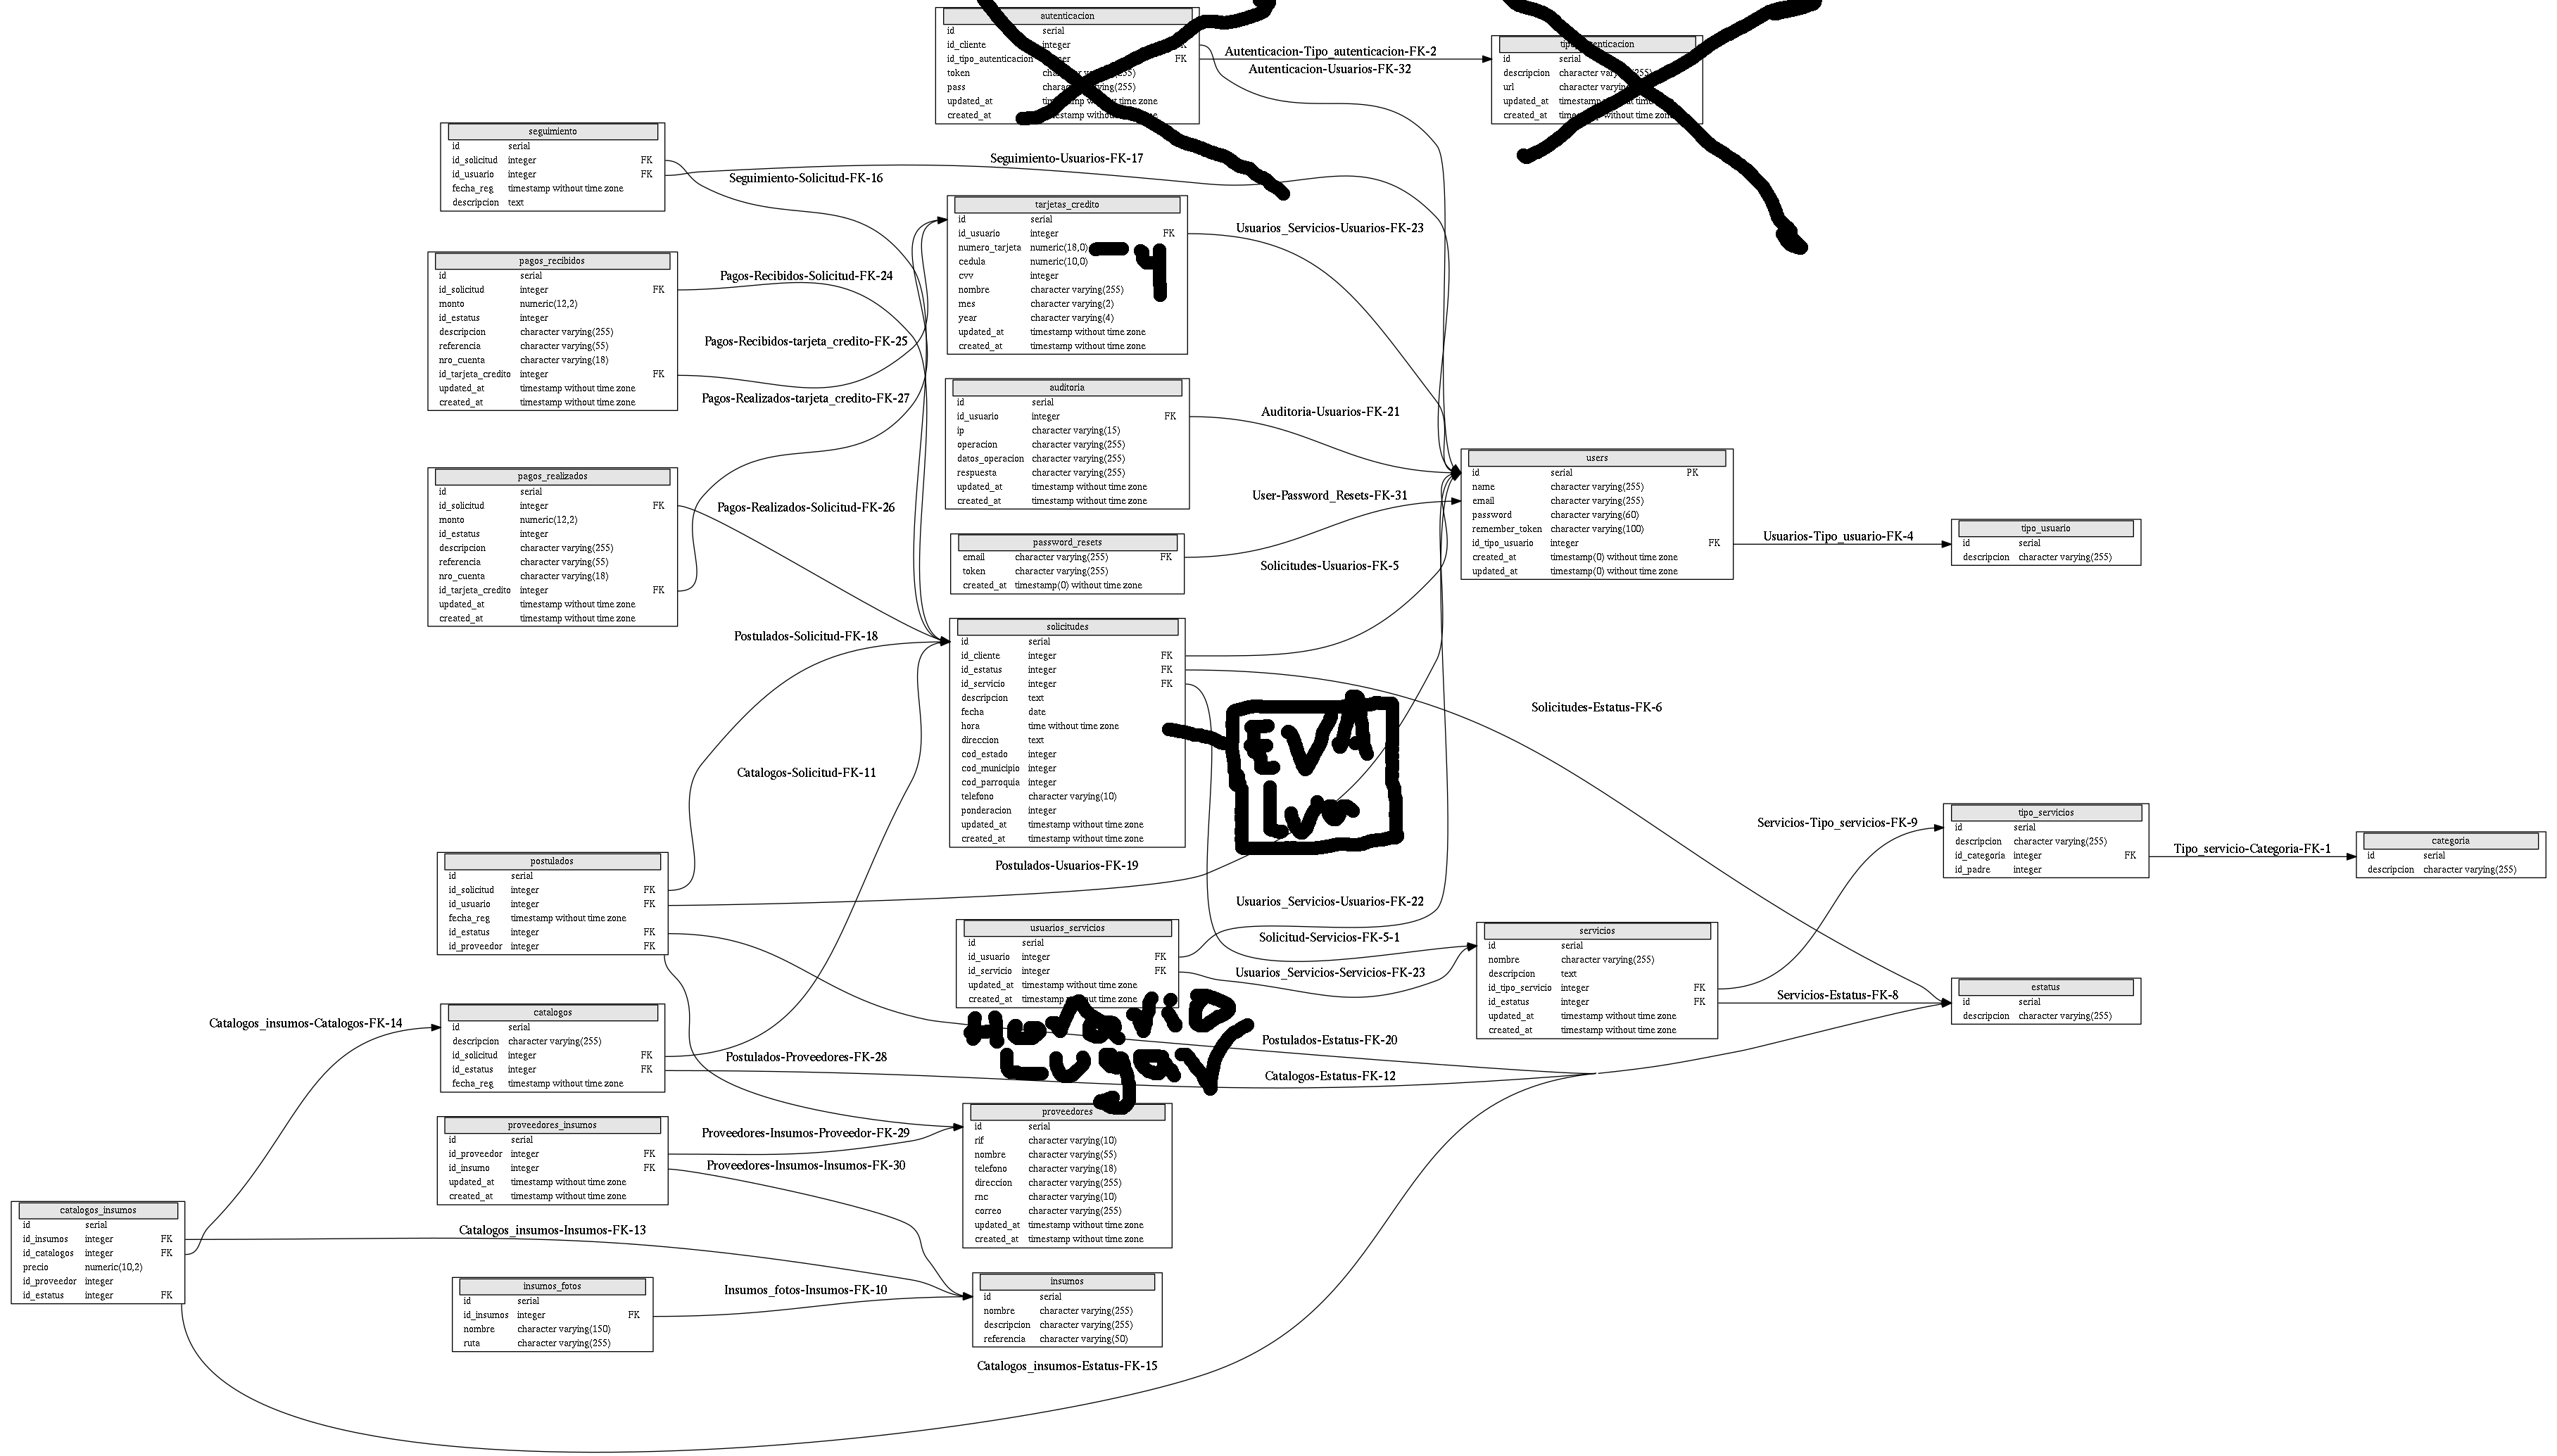 autenticacion
id serial
id_cliente integer FK
id_tipo_autenticacion integer FK
token character varying(255)
pass character varying(255)
updated_at timestamp without time zone
created_at timestamp without time zone
Autenticacion-Tipo_autenticacion-FK-2
Autenticacion-Usuarios-FK-32
id serial
descripcion character varying(255)
url character varying
updated_at timestamp without time
created_at timestamp without time zone
seguimiento
id serial
id_solicitud integer FK
id_usuario integer FK
fecha_reg timestamp without time zone
descripcion text
Seguimiento-Usuarios-FK-17
Seguimiento-Solicitud-FK-16
tarjetas_credito
id serial
id_usuario integer FK
numero_tarjeta numeric(18,0)
cedula numeric(10,0)
cvv integer
nombre character varying(255)
mes character varying(2)
year character varying(4)
updated_at timestamp without time zone
created_at timestamp without time zone
- 4
Usuarios_Servicios-Usuarios-FK-23
pagos_recibidos
id serial
id_solicitud integer FK
monto numeric(12,2)
id_estatus integer
descripcion character varying(255)
referencia character varying(55)
nro_cuenta character varying(18)
id_tarjeta_credito integer FK
updated_at timestamp without time zone
created_at timestamp without time zone
Pagos-Recibidos-Solicitud-FK-24
Pagos-Recibidos-tarjeta_credito-FK-25
Pagos-Realizados-tarjeta_credito-FK-27
auditoria
id serial
id_usuario integer FK
ip character varying(15)
operacion character varying(255)
datos_operacion character varying(255)
respuesta character varying(255)
updated_at timestamp without time zone
created_at timestamp without time zone
Auditoria-Usuarios-FK-21
users
id serial PK
name character varying(255)
email character varying(255)
password character varying(60)
remember_token character varying(100)
id_tipo_usuario integer FK
created_at timestamp(0) without time zone
updated_at timestamp(0) without time zone
pagos_realizados
id serial
id_solicitud integer FK
monto numeric(12,2)
id_estatus integer
descripcion character varying(255)
referencia character varying(55)
nro_cuenta character varying(18)
id_tarjeta_credito integer FK
updated_at timestamp without time zone
created_at timestamp without time zone
Pagos-Realizados-Solicitud-FK-26
User-Password_Resets-FK-31
password_resets
email character varying(255) FK
token character varying(255)
created_at timestamp(0) without time zone
Solicitudes-Usuarios-FK-5
Usuarios-Tipo_usuario-FK-4
tipo_usuario
id serial
descripcion character varying(255)
Postulados-Solicitud-FK-18
solicitudes
id serial
id_cliente integer FK
id_estatus integer FK
id_servicio integer FK
descripcion text
fecha date
hora time without time zone
direccion text
cod_estado integer
cod_municipio integer
cod_parroquia integer
telefono character varying(10)
ponderacion integer
updated_at timestamp without time zone
created_at timestamp without time zone
EVA
Solicitudes-Estatus-FK-6
Catalogos-Solicitud-FK-11
Servicios-Tipo_servicios-FK-9
tipo_servicios
id serial
descripcion character varying(255)
id_categoria integer FK
id_padre integer
Tipo_servicio-Categoria-FK-1
categoria
id serial
descripcion character varying(255)
postulados
id serial
id_solicitud integer FK
id_usuario integer FK
fecha_reg timestamp without time zone
id_estatus integer FK
id_proveedor integer FK
Postulados-Usuarios-FK-19
Usuarios_Servicios-Usuarios-FK-22
usuarios_servicios
id serial
id_usuario integer FK
id_servicio integer FK
updated_at timestamp without time zone
created_at timestamp without time zone
Solicitud-Servicios-FK-5-1
Usuarios_Servicios-Servicios-FK-23
servicios
id serial
nombre character varying(255)
descripcion text
id_tipo_servicio integer FK
id_estatus integer FK
updated_at timestamp without time zone
created_at timestamp without time zone
Servicios-Estatus-FK-8
estatus
id serial
descripcion character varying(255)
Lugar
Catalogos_insumos-Catalogos-FK-14
catalogos
id serial
descripcion character varying(255)
id_solicitud integer FK
id_estatus integer FK
fecha_reg timestamp without time zone
Postulados-Proveedores-FK-28
Postulados-Estatus-FK-20
Catalogos-Estatus-FK-12
proveedores_insumos
id serial
id_proveedor integer FK
id_insumo integer FK
updated_at timestamp without time zone
created_at timestamp without time zone
Proveedores-Insumos-Proveedor-FK-29
Proveedores-Insumos-Insumos-FK-30
proveedores
id serial
rif character varying(10)
nombre character varying(55)
telefono character varying(18)
direccion character varying(255)
rnc character varying(10)
correo character varying(255)
updated_at timestamp without time zone
created_at timestamp without time zone
catalogos_insumos
id serial
id_insumos integer FK
id_catalogos integer FK
precio numeric(10,2)
id_proveedor integer
id_estatus integer FK
Catalogos_insumos-Insumos-FK-13
insumos_fotos
id serial
id_insumos integer FK
nombre character varying(150)
ruta character varying(255)
Insumos_fotos-Insumos-FK-10
insumos
id serial
nombre character varying(255)
descripcion character varying(255)
referencia character varying(50)
Catalogos_insumos-Estatus-FK-15